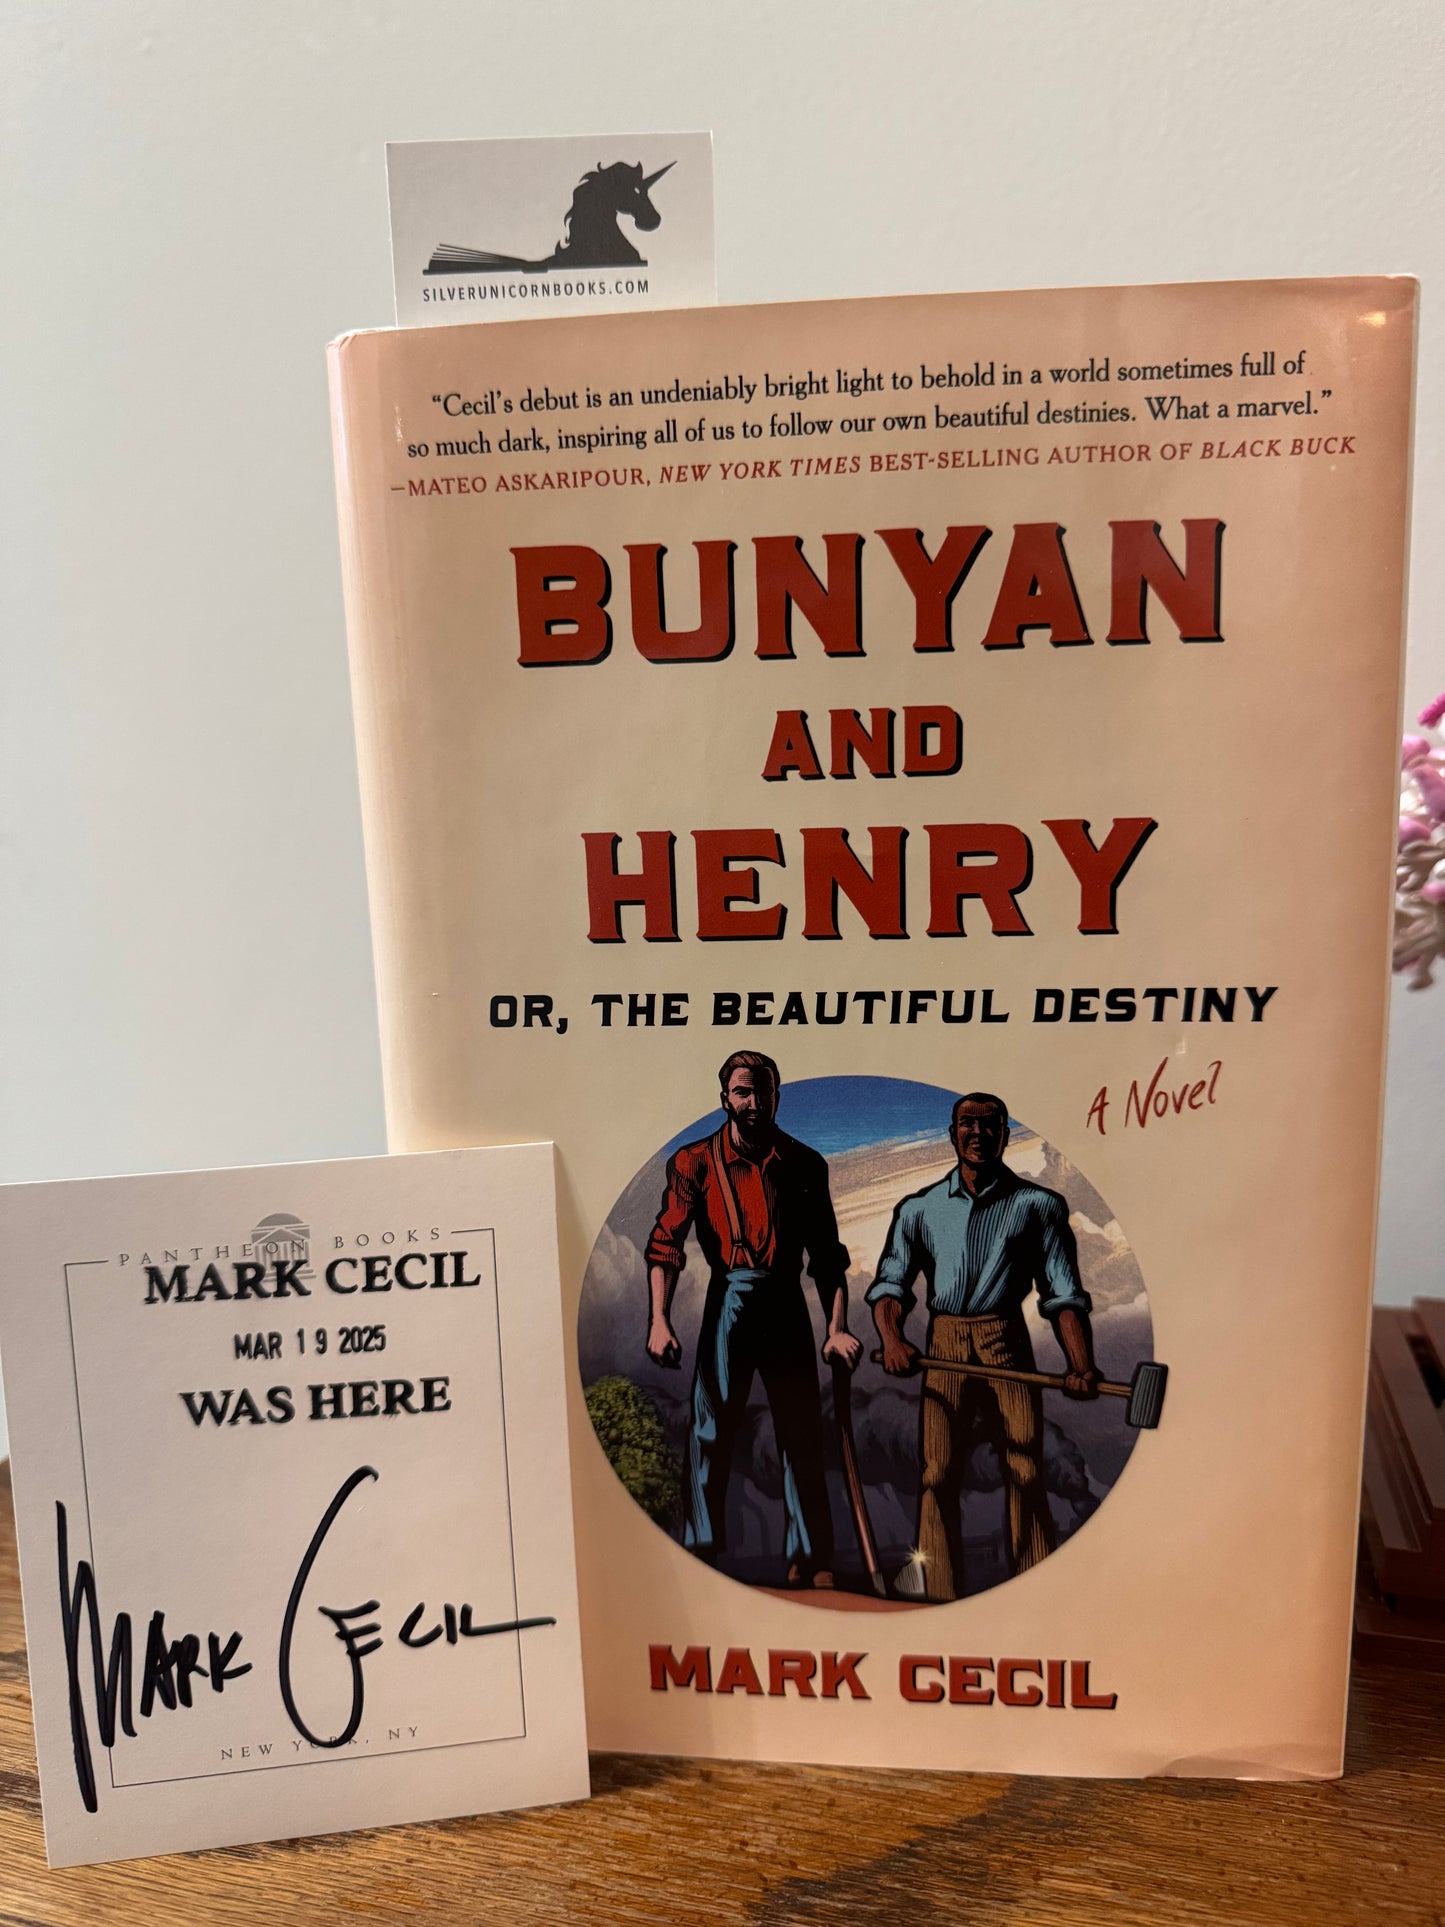 SILVERUNICORNBOOKS.COM
“Cecil’s debut is an undeniably bright light to behold in a world sometimes full of
so much dark, inspiring all of us to follow our own beautiful destinies. What a marvel.”
—MATEO ASKARIPOUR, NEW YORK TIMES BEST-SELLING AUTHOR OF BLACK BUCK
BUNYAN
AND
HENRY
OR, THE BEAUTIFUL DESTINY
A Novel
MARK CECIL
PANTHEON BOOKS
MARK CECIL
MAR 19 2025
WAS HERE
MARK CECIL
NEW YORK, NY